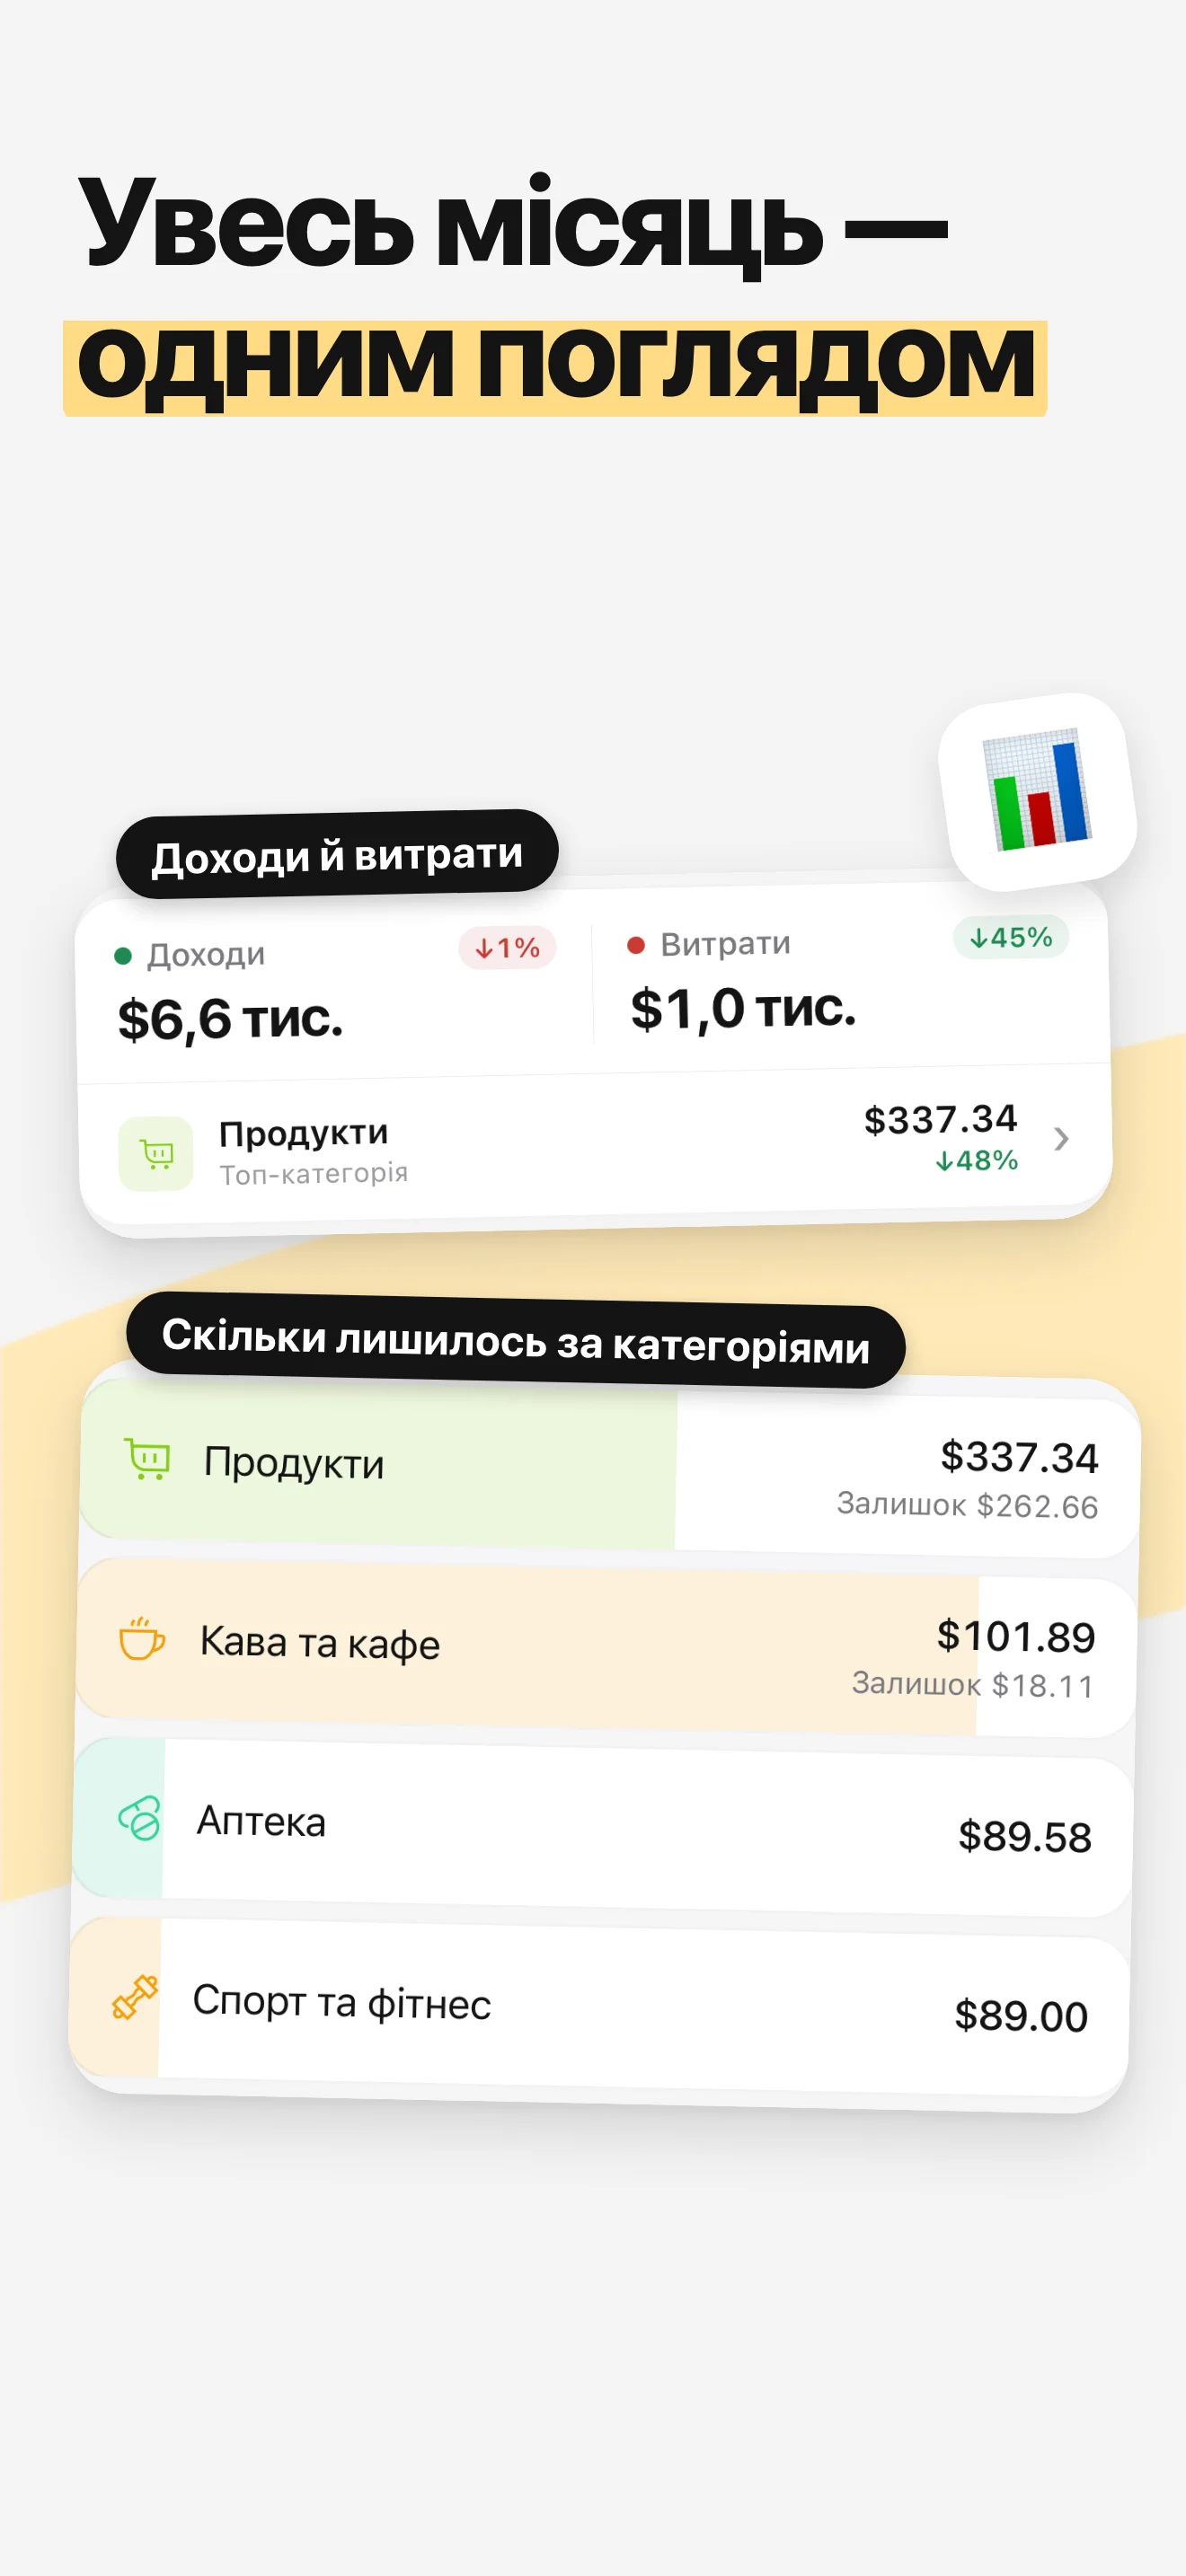 Увесь місяць —
одним поглядом
Доходи й витрати
Доходи ↓1%
$6,6 тис.
Витрати ↓45%
$1,0 тис.
Продукти
Топ-категорія
$337.34
↓48%
Скільки лишилось за категоріями
Продукти
$337.34
Залишок $262.66
Кава та кафе
$101.89
Залишок $18.11
Аптека
$89.58
Спорт та фітнес
$89.00